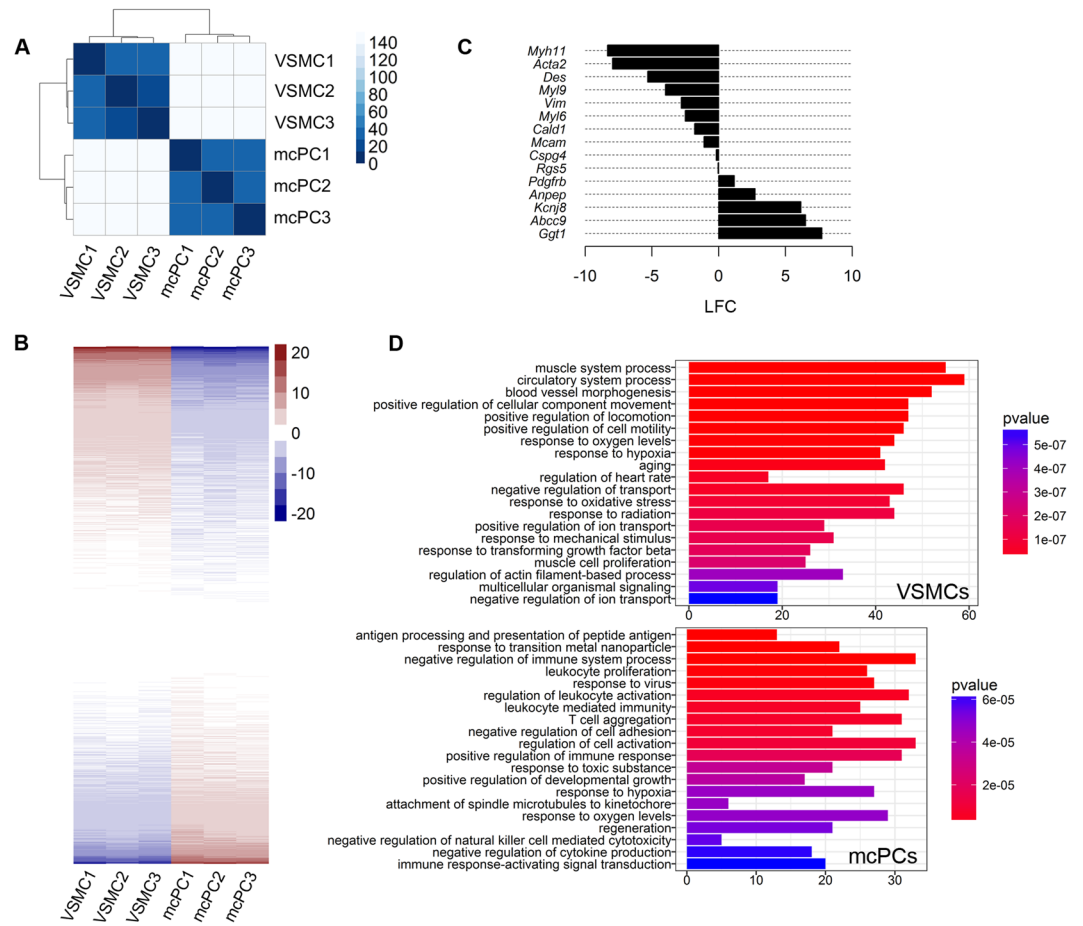 A
VSMC1
VSMC2
VSMC3
mcPC1
mcPC2
mcPC3
140
120
100
80
60
40
20
0
VSMC1
VSMC2
VSMC3
mcPC1
mcPC2
mcPC3
C
Myh11
Acta2
Des
Myl9
Vim
Myl6
Cald1
Mcam
Cspg4
Rgs5
Pdgfrb
Anpep
Kcnj8
Abcc9
Ggt1
-10 -5 0 5 10
LFC
B
20
10
0
-10
-20
VSMC1
VSMC2
VSMC3
mcPC1
mcPC2
mcPC3
D
muscle system process
circulatory system process
blood vessel morphogenesis
positive regulation of cellular component movement
positive regulation of locomotion
positive regulation of cell motility
response to oxygen levels
response to hypoxia
aging
regulation of heart rate
negative regulation of transport
response to oxidative stress
response to radiation
positive regulation of ion transport
response to mechanical stimulus
response to transforming growth factor beta
muscle cell proliferation
regulation of actin filament-based process
multicellular organismal signaling
negative regulation of ion transport
VSMCs
0 20 40 60
pvalue
5e-07
4e-07
3e-07
2e-07
1e-07
antigen processing and presentation of peptide antigen
response to transition metal nanoparticle
negative regulation of immune system process
leukocyte proliferation
response to virus
regulation of leukocyte activation
leukocyte mediated immunity
T cell aggregation
negative regulation of cell adhesion
regulation of cell activation
positive regulation of immune response
response to toxic substance
positive regulation of developmental growth
response to hypoxia
attachment of spindle microtubules to kinetochore
response to oxygen levels
regeneration
negative regulation of natural killer cell mediated cytotoxicity
negative regulation of cytokine production
immune response-activating signal transduction
mcPCs
0 10 20 30
pvalue
6e-05
4e-05
2e-05